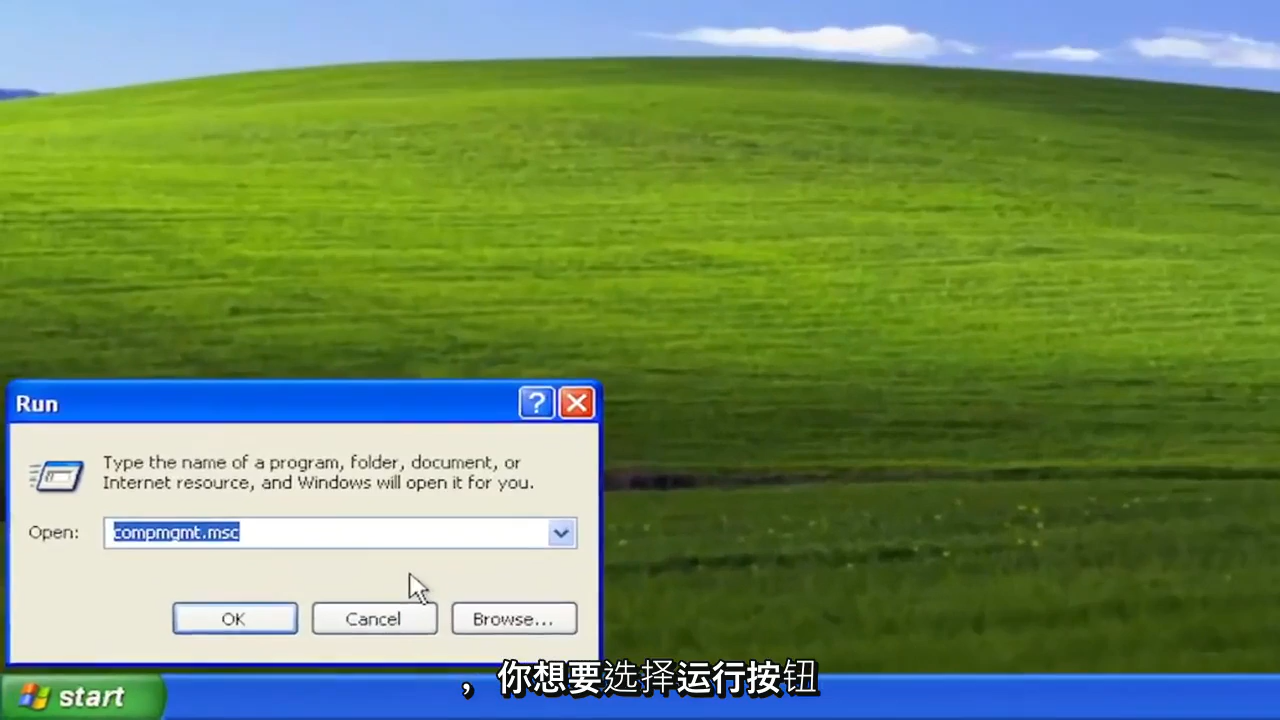 Run
Type the name of a program, folder, document, or
Internet resource, and Windows will open it for you.
Open:
compmgmt.msc
OK
Cancel
Browse...
，你想要选择运行按钮
start